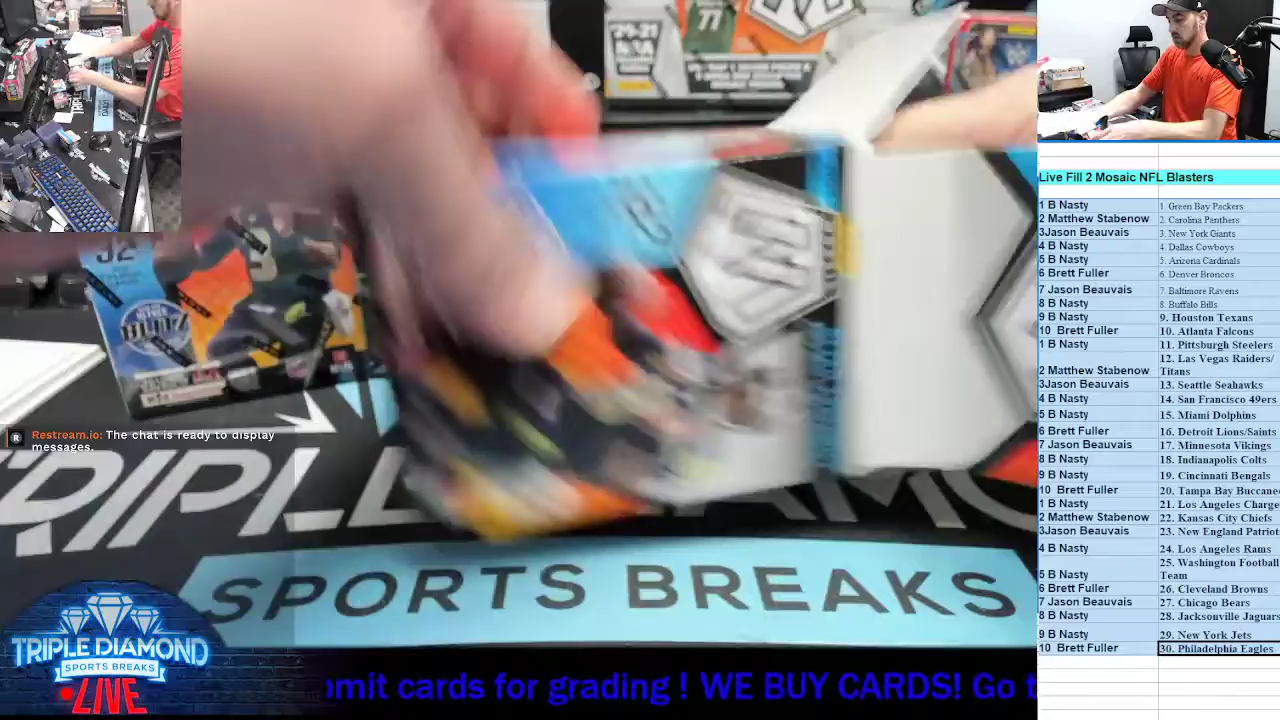 Live Fill 2 Mosaic NFL Blasters
1 B Nasty 1. Green Bay Packers
2 Matthew Stabenow 2. Carolina Panthers
3Jason Beauvais 3. New York Giants
4 B Nasty 4. Dallas Cowboys
5 B Nasty 5. Arizona Cardinals
6 Brett Fuller 6. Denver Broncos
7 Jason Beauvais 7. Baltimore Ravens
8 B Nasty 8. Buffalo Bills
9 B Nasty 9. Houston Texans
10 Brett Fuller 10. Atlanta Falcons
1 B Nasty 11. Pittsburgh Steelers
2 Matthew Stabenow 12. Las Vegas Raiders/
Titans
3Jason Beauvais 13. Seattle Seahawks
4 B Nasty 14. San Francisco 49ers
5 B Nasty 15. Miami Dolphins
6 Brett Fuller 16. Detroit Lions/Saints
7 Jason Beauvais 17. Minnesota Vikings
8 B Nasty 18. Indianapolis Colts
9 B Nasty 19. Cincinnati Bengals
10 Brett Fuller 20. Tampa Bay Buccane
1 B Nasty 21. Los Angeles Charge
2 Matthew Stabenow 22. Kansas City Chiefs
3Jason Beauvais 23. New England Patriot
4 B Nasty 24. Los Angeles Rams
5 B Nasty 25. Washington Football
Team
6 Brett Fuller 26. Cleveland Browns
7 Jason Beauvais 27. Chicago Bears
8 B Nasty 28. Jacksonville Jaguars
9 B Nasty 29. New York Jets
10 Brett Fuller 30. Philadelphia Eagles
77
BLITZ
Restream.io: The chat is ready to display
messages.
TRIPLE DIAMO
SPORTS BREAKS
TRIPLE DIAMOND
SPORTS BREAKS
LIVE
mit cards for grading ! WE BUY CARDS! Go t